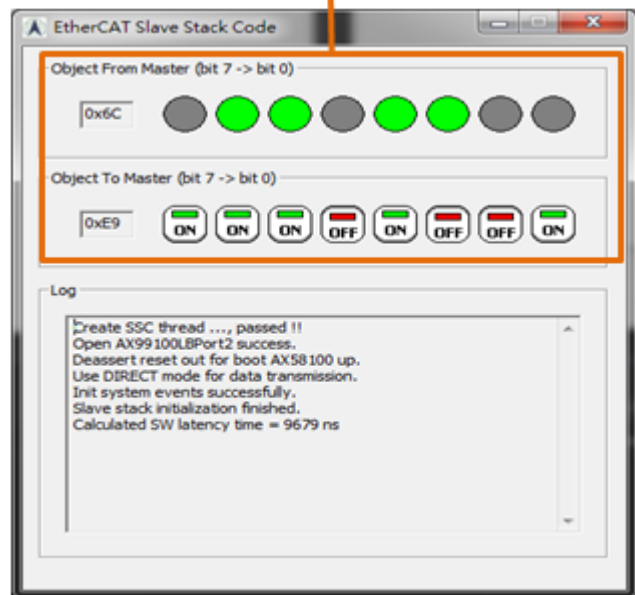 EtherCAT Slave Stack Code
Object From Master (bit 7 -> bit 0)
0x6C
Object To Master (bit 7 -> bit 0)
0xE9 ON ON ON OFF ON OFF OFF ON
Log
Create SSC thread ..., passed !!
Open AX99100LBPort2 success.
Deassert reset out for boot AX58100 up.
Use DIRECT mode for data transmission.
Init system events successfully.
Slave stack initialization finished.
Calculated SW latency time = 9679 ns